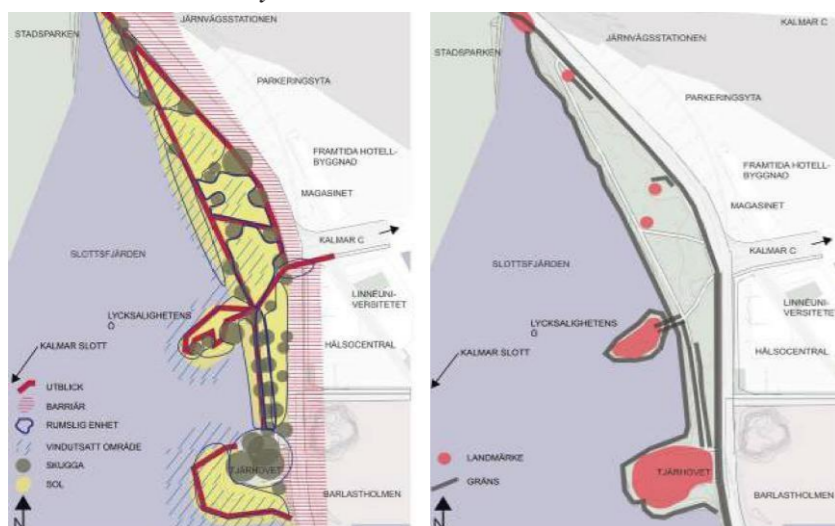 STADSPARKEN
JÄRNVÄGSSTATIONEN
PARKERINGSYTA
FRAMTIDA HOTELL-
BYGGNAD
MAGASINET
KALMAR C
SLOTTSFJÄRDEN
LINNÉUNI-
VERSITETET
LYCKSALIGHETENS
Ö
HÄLSOCENTRAL
KALMAR SLOTT
UTBLICK
BARRIÄR
RUMSLIG ENHET
VINDUTSATT OMRÅDE
SKUGGA
SOL
TJÄRHOVET
BARLASTHOLMEN
N
KALMAR C
JÄRNVÄGSSTATIONEN
STADSPARKEN
PARKERINGSYTA
FRAMTIDA HOTELL-
BYGGNAD
MAGASINET
KALMAR C
SLOTTSFJÄRDEN
LINNÉUNI-
VERSITETET
LYCKSALIGHETENS
Ö
HÄLSOCENTRAL
KALMAR SLOTT
LANDMÄRKE
GRÄNS
TJÄRHOVET
BARLASTHOLMEN
N